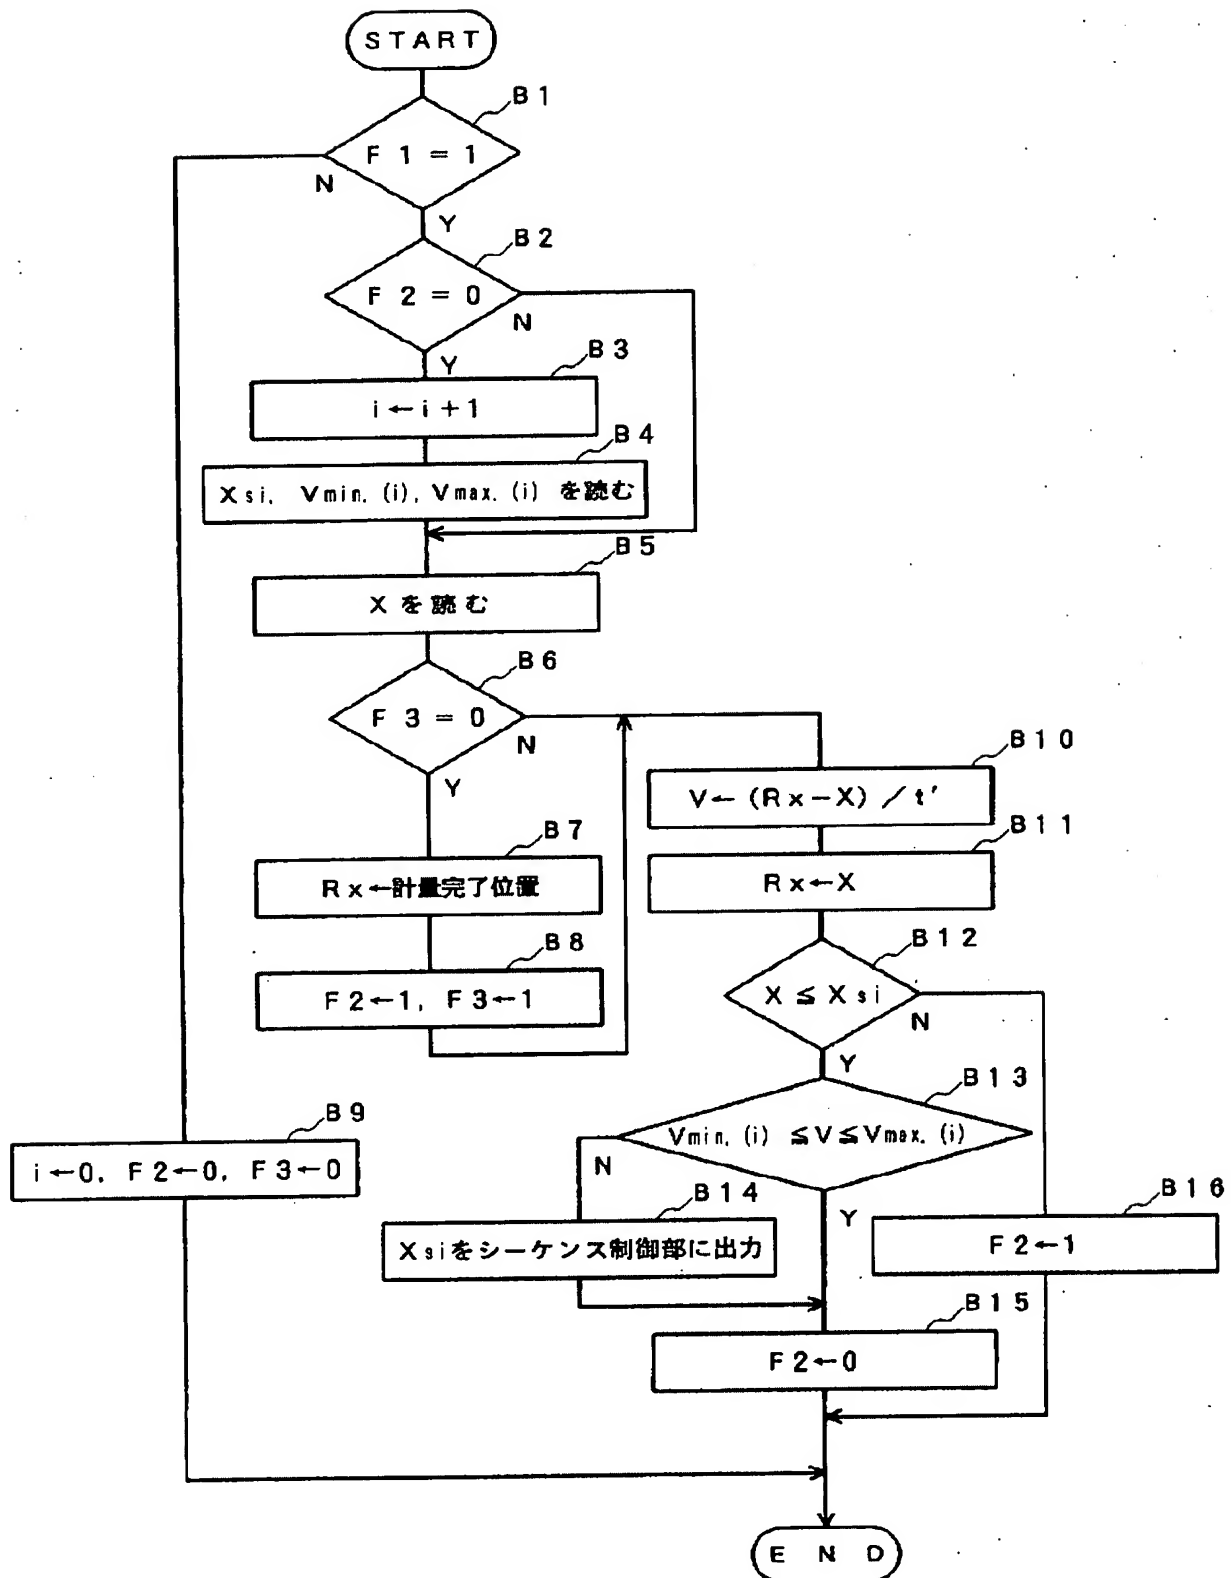 START
B1
F1=1
N
Y
B2
F2=0
N
Y
B3
i←i+1
B4
Xsi, Vmin.(i), Vmax.(i) を読む
B5
Xを読む
B6
F3=0
N
Y
B7
Rx←計量完了位置
B8
F2←1, F3←1
B9
i←0, F2←0, F3←0
B10
V←(Rx−X)/t′
B11
Rx←X
B12
X≦Xsi
N
Y
B13
Vmin.(i)≦V≦Vmax.(i)
N
Y
B14
Xsiをシーケンス制御部に出力
B15
F2←0
B16
F2←1
END